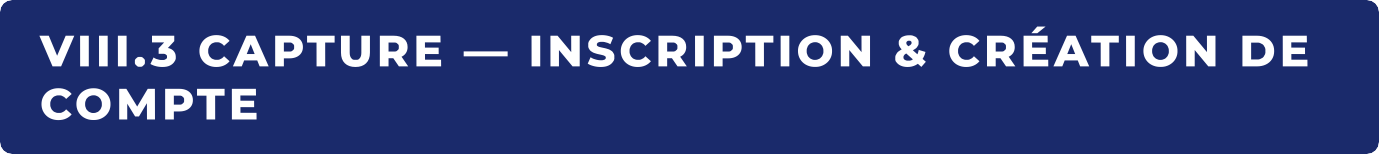 VIII.3 CAPTURE — INSCRIPTION & CRÉATION DE
COMPTE